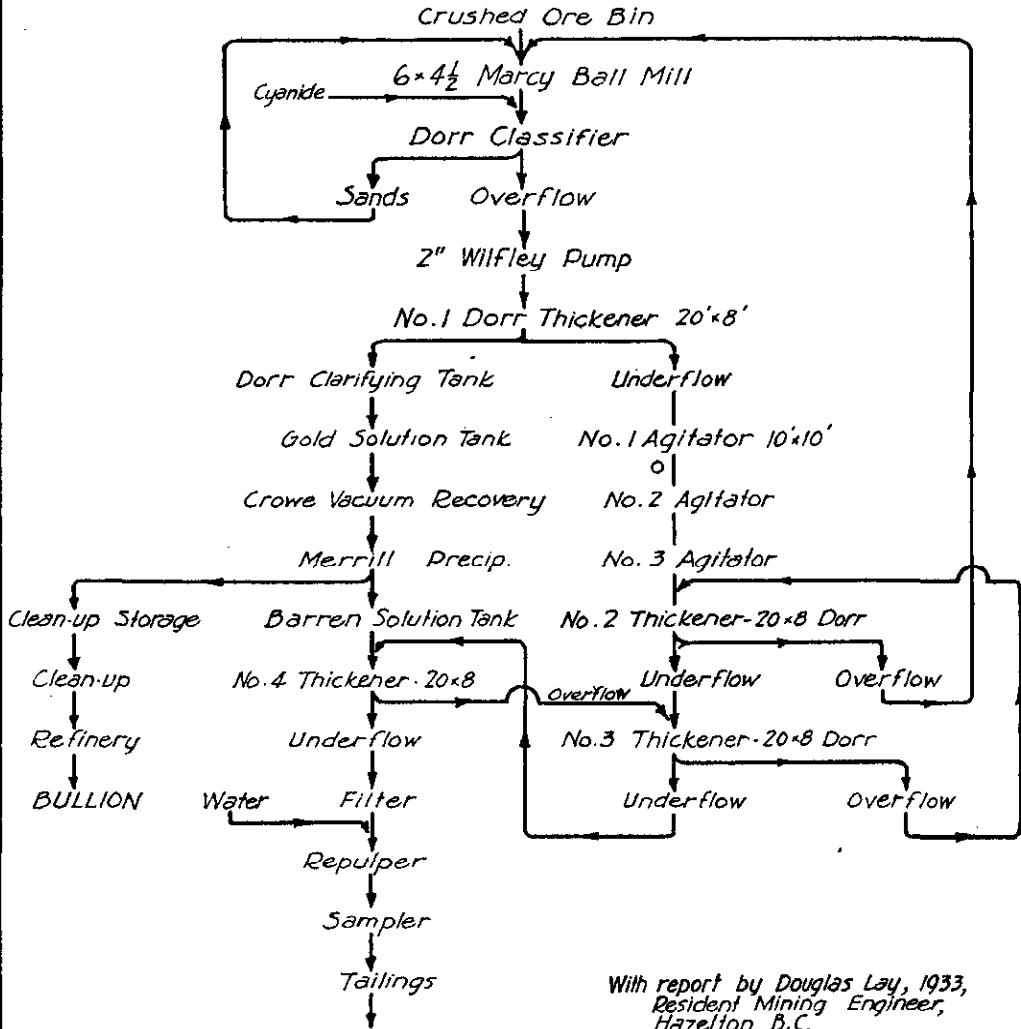 Crushed Ore Bin
6×4½ Marcy Ball Mill
Cyanide
Dorr Classifier
Sands
Overflow
2" Wilfley Pump
No.1 Dorr Thickener 20'×8'
Dorr Clarifying Tank
Underflow
Gold Solution Tank
No.1 Agitator 10'×10'
Crowe Vacuum Recovery
No.2 Agitator
Merrill Precip.
No.3 Agitator
Clean-up Storage
Barren Solution Tank
No.2 Thickener-20×8 Dorr
Clean-up
No.4 Thickener-20×8
Overflow
Underflow
Overflow
Refinery
Underflow
No.3 Thickener-20×8 Dorr
BULLION
Water
Filter
Underflow
Overflow
Repulper
Sampler
Tailings
With report by Douglas Lay, 1933,
Resident Mining Engineer,
Hazelton B.C.